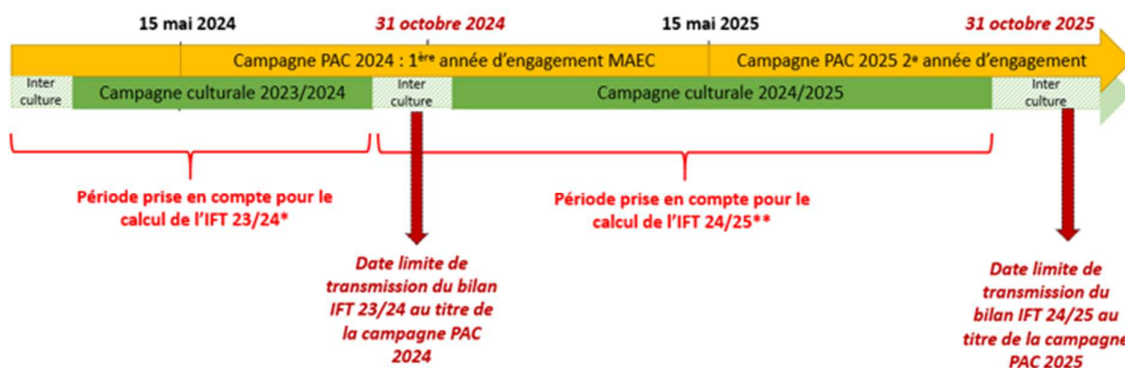 15 mai 2024
31 octobre 2024
15 mai 2025
31 octobre 2025
Campagne PAC 2024 : 1ère année d’engagement MAEC
Campagne PAC 2025 2e année d’engagement
Inter
culture
Campagne culturale 2023/2024
Inter
culture
Campagne culturale 2024/2025
Inter
culture
Période prise en compte pour le
calcul de l’IFT 23/24*
Période prise en compte pour le
calcul de l’IFT 24/25**
Date limite de
transmission du bilan
IFT 23/24 au titre de
la campagne PAC
2024
Date limite de
transmission du
bilan IFT 24/25 au
titre de la campagne
PAC 2025